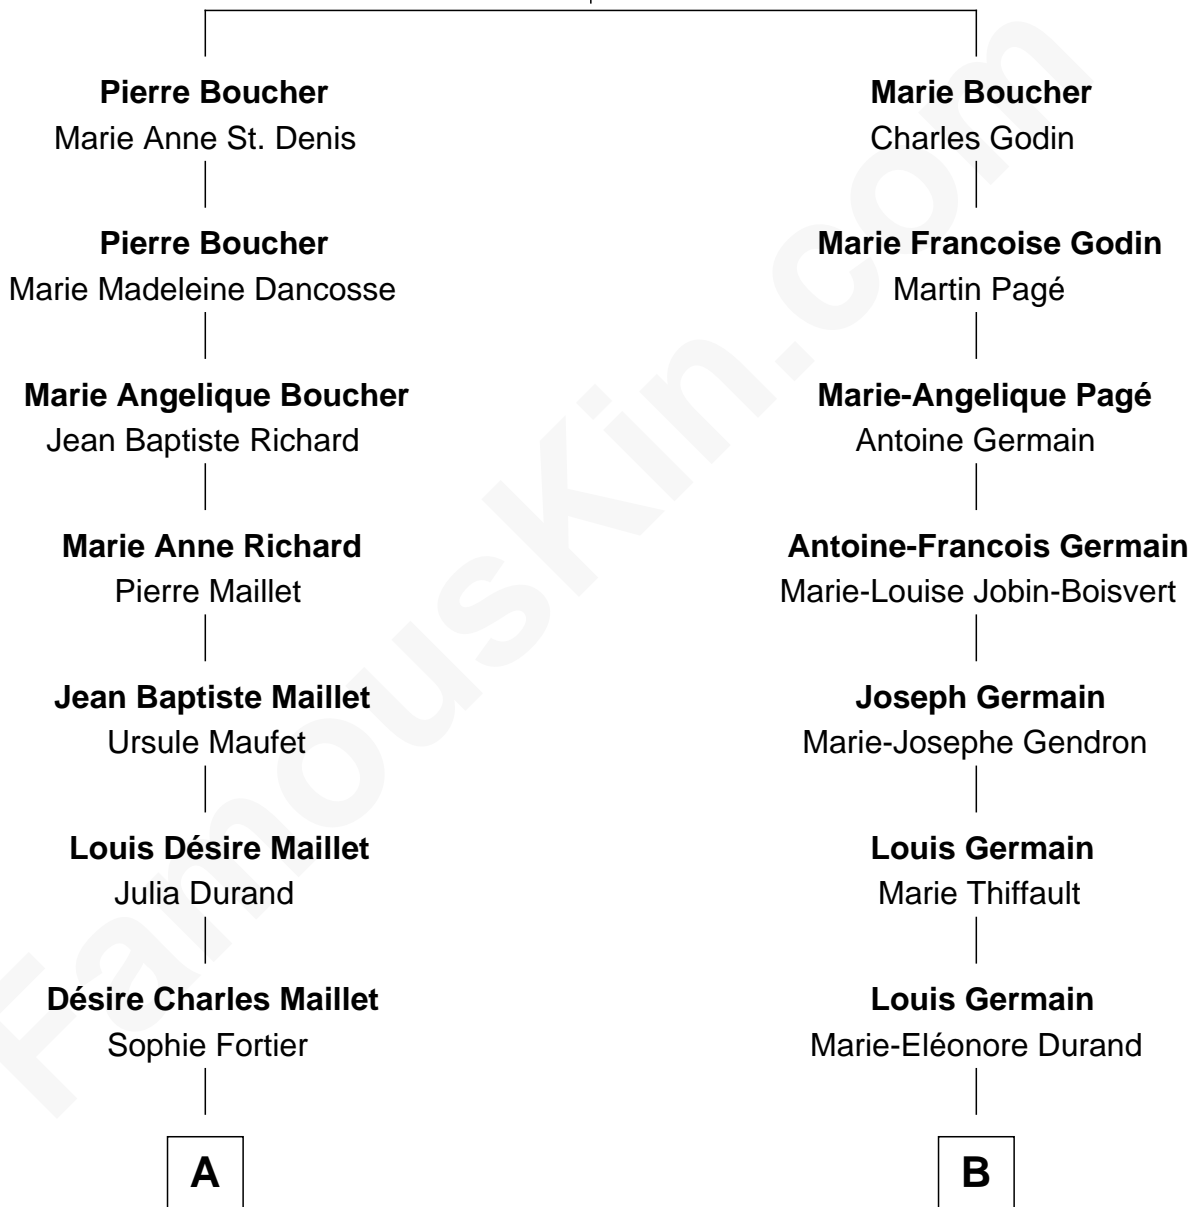 Pierre Boucher
Marie Anne St. Denis
Pierre Boucher
Marie Madeleine Dancosse
Marie Angelique Boucher
Jean Baptiste Richard
Marie Anne Richard
Pierre Maillet
Jean Baptiste Maillet
Ursule Maufet
Louis Désire Maillet
Julia Durand
Désire Charles Maillet
Sophie Fortier
A
Marie Boucher
Charles Godin
Marie Francoise Godin
Martin Pagé
Marie-Angelique Pagé
Antoine Germain
Antoine-Francois Germain
Marie-Louise Jobin-Boisvert
Joseph Germain
Marie-Josephe Gendron
Louis Germain
Marie Thiffault
Louis Germain
Marie-Eléonore Durand
B
FamousKin.com